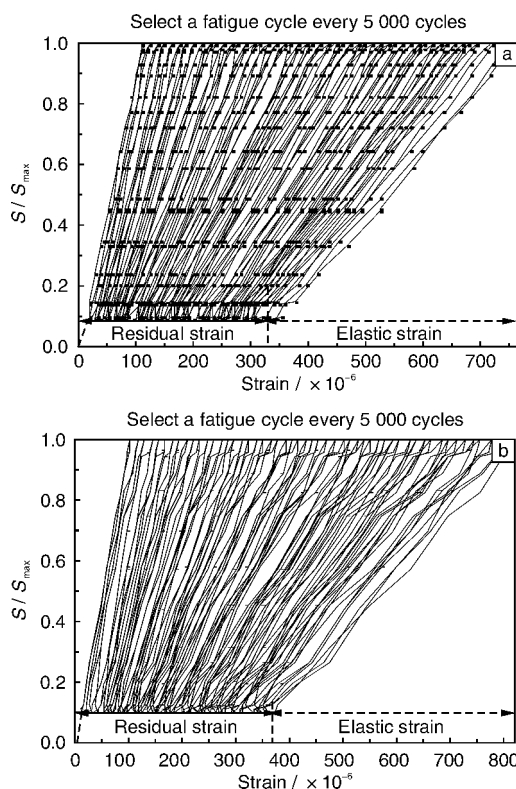 Select a fatigue cycle every 5 000 cycles
a
1.0
0.8
0.6
0.4
0.2
0.0
S / Smax
Residual strain
Elastic strain
0 100 200 300 400 500 600 700
Strain / × 10⁻⁶
Select a fatigue cycle every 5 000 cycles
b
1.0
0.8
0.6
0.4
0.2
0.0
S / Smax
Residual strain
Elastic strain
0 100 200 300 400 500 600 700 800
Strain / × 10⁻⁶